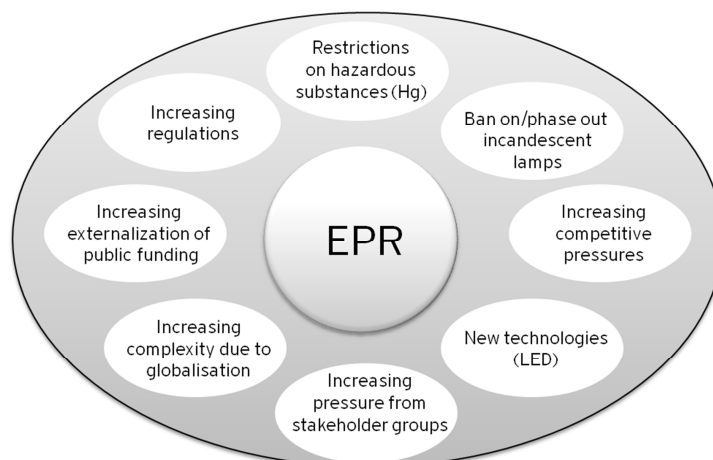 Restrictions
on hazardous
substances (Hg)
Increasing
regulations
Ban on/phase out
incandescent
lamps
Increasing
externalization of
public funding
EPR
Increasing
competitive
pressures
Increasing
complexity due to
globalisation
New technologies
(LED)
Increasing
pressure from
stakeholder groups